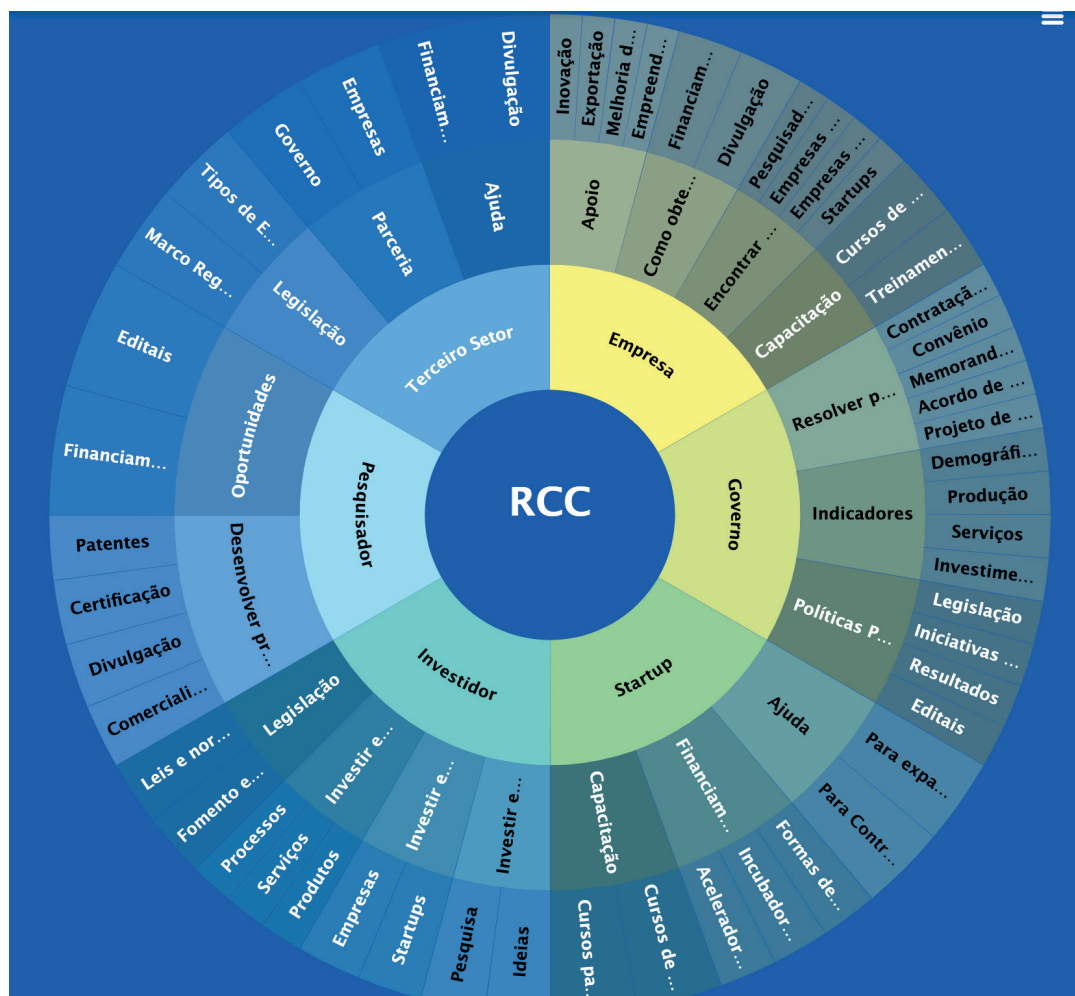 RCC
Empresa
Governo
Startup
Investidor
Pesquisador
Terceiro Setor
Apoio
Como obte...
Encontrar ...
Capacitação
Resolver p...
Indicadores
Políticas P...
Ajuda
Financiam...
Capacitação
Investir e...
Investir e...
Investir e...
Legislação
Desenvolver pr...
Oportunidades
Legislação
Parceria
Ajuda
Inovação
Exportação
Melhoria d...
Empreend...
Financiam...
Divulgação
Pesquisad...
Empresas ...
Empresas ...
Startups
Cursos de ...
Treinamen...
Contrataçã...
Convênio
Memorand...
Acordo de ...
Projeto de ...
Demográfi...
Produção
Serviços
Investime...
Legislação
Iniciativas ...
Resultados
Editais
Para expa...
Para Contr...
Formas de...
Incubador...
Acelerador...
Cursos de ...
Cursos pa...
Ideias
Pesquisa
Startups
Empresas
Produtos
Serviços
Processos
Fomento e...
Leis e nor...
Comerciali...
Divulgação
Certificação
Patentes
Financiam...
Editais
Marco Reg...
Tipos de E...
Governo
Empresas
Financiam...
Divulgação